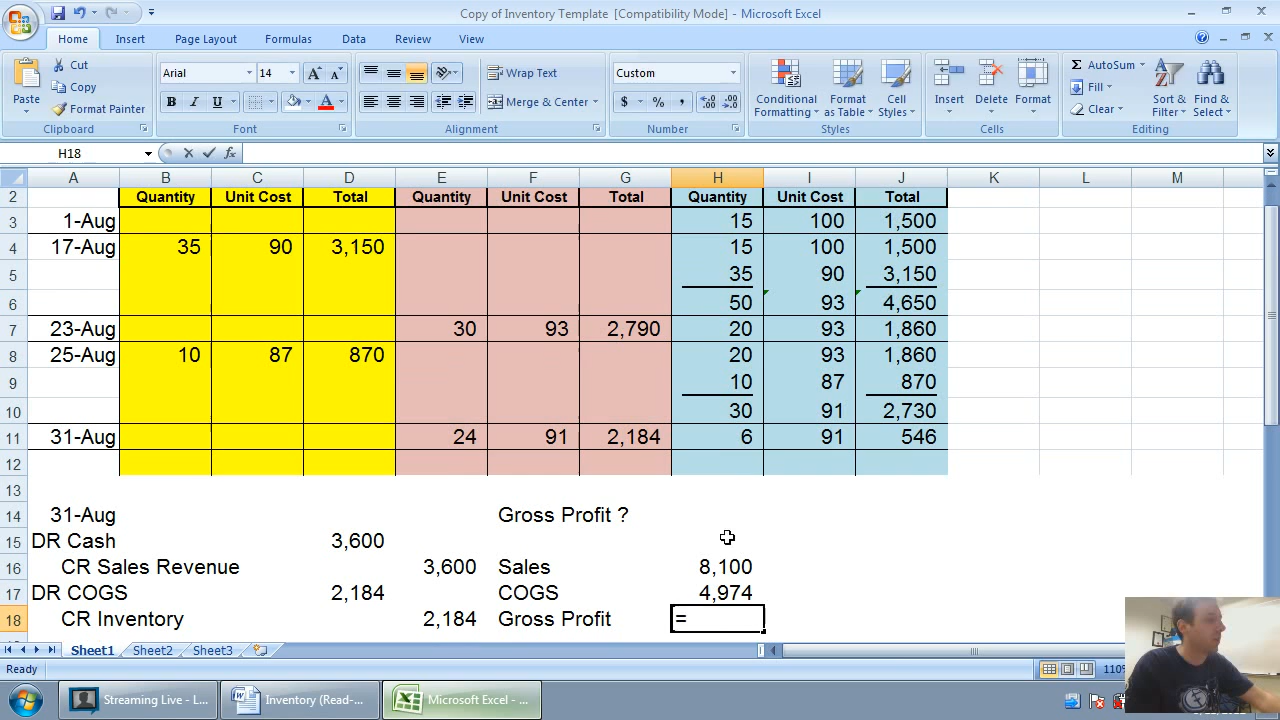 Copy of Inventory Template [Compatibility Mode] - Microsoft Excel
Home Insert Page Layout Formulas Data Review View
Paste Cut Copy Format Painter Clipboard
Arial 14 A A B I U A Font
Wrap Text Merge & Center Alignment
Custom $ % , .0 .00 .00 .0 Number
Conditional Formatting Format as Table Cell Styles Styles
Insert Delete Format Cells
AutoSum Fill Clear Sort & Filter Find & Select Editing
H18 fx
A B C D E F G H I J K L M
2 Quantity Unit Cost Total Quantity Unit Cost Total Quantity Unit Cost Total
3 1-Aug 15 100 1,500
4 17-Aug 35 90 3,150 15 100 1,500
5 35 90 3,150
6 50 93 4,650
7 23-Aug 30 93 2,790 20 93 1,860
8 25-Aug 10 87 870 20 93 1,860
9 10 87 870
10 30 91 2,730
11 31-Aug 24 91 2,184 6 91 546
12
13
14 31-Aug Gross Profit ?
15 DR Cash 3,600
16 CR Sales Revenue 3,600 Sales 8,100
17 DR COGS 2,184 COGS 4,974
18 CR Inventory 2,184 Gross Profit =
Sheet1 Sheet2 Sheet3
Ready 110%
Streaming Live - L... Inventory (Read-... Microsoft Excel - ...